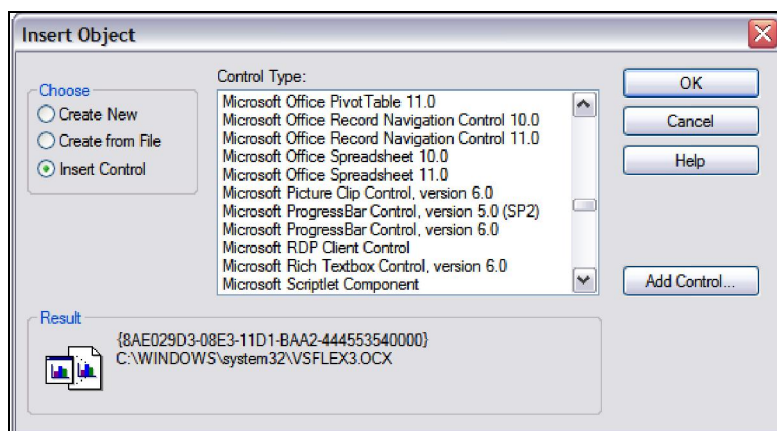 Insert Object
Choose
Create New
Create from File
Insert Control
Control Type:
Microsoft Office PivotTable 11.0
Microsoft Office Record Navigation Control 10.0
Microsoft Office Record Navigation Control 11.0
Microsoft Office Spreadsheet 10.0
Microsoft Office Spreadsheet 11.0
Microsoft Picture Clip Control, version 6.0
Microsoft ProgressBar Control, version 5.0 (SP2)
Microsoft ProgressBar Control, version 6.0
Microsoft RDP Client Control
Microsoft Rich Textbox Control, version 6.0
Microsoft Scriptlet Component
OK
Cancel
Help
Add Control...
Result
{8AE029D3-08E3-11D1-BAA2-444553540000}
C:\WINDOWS\system32\VSFLEX3.OCX